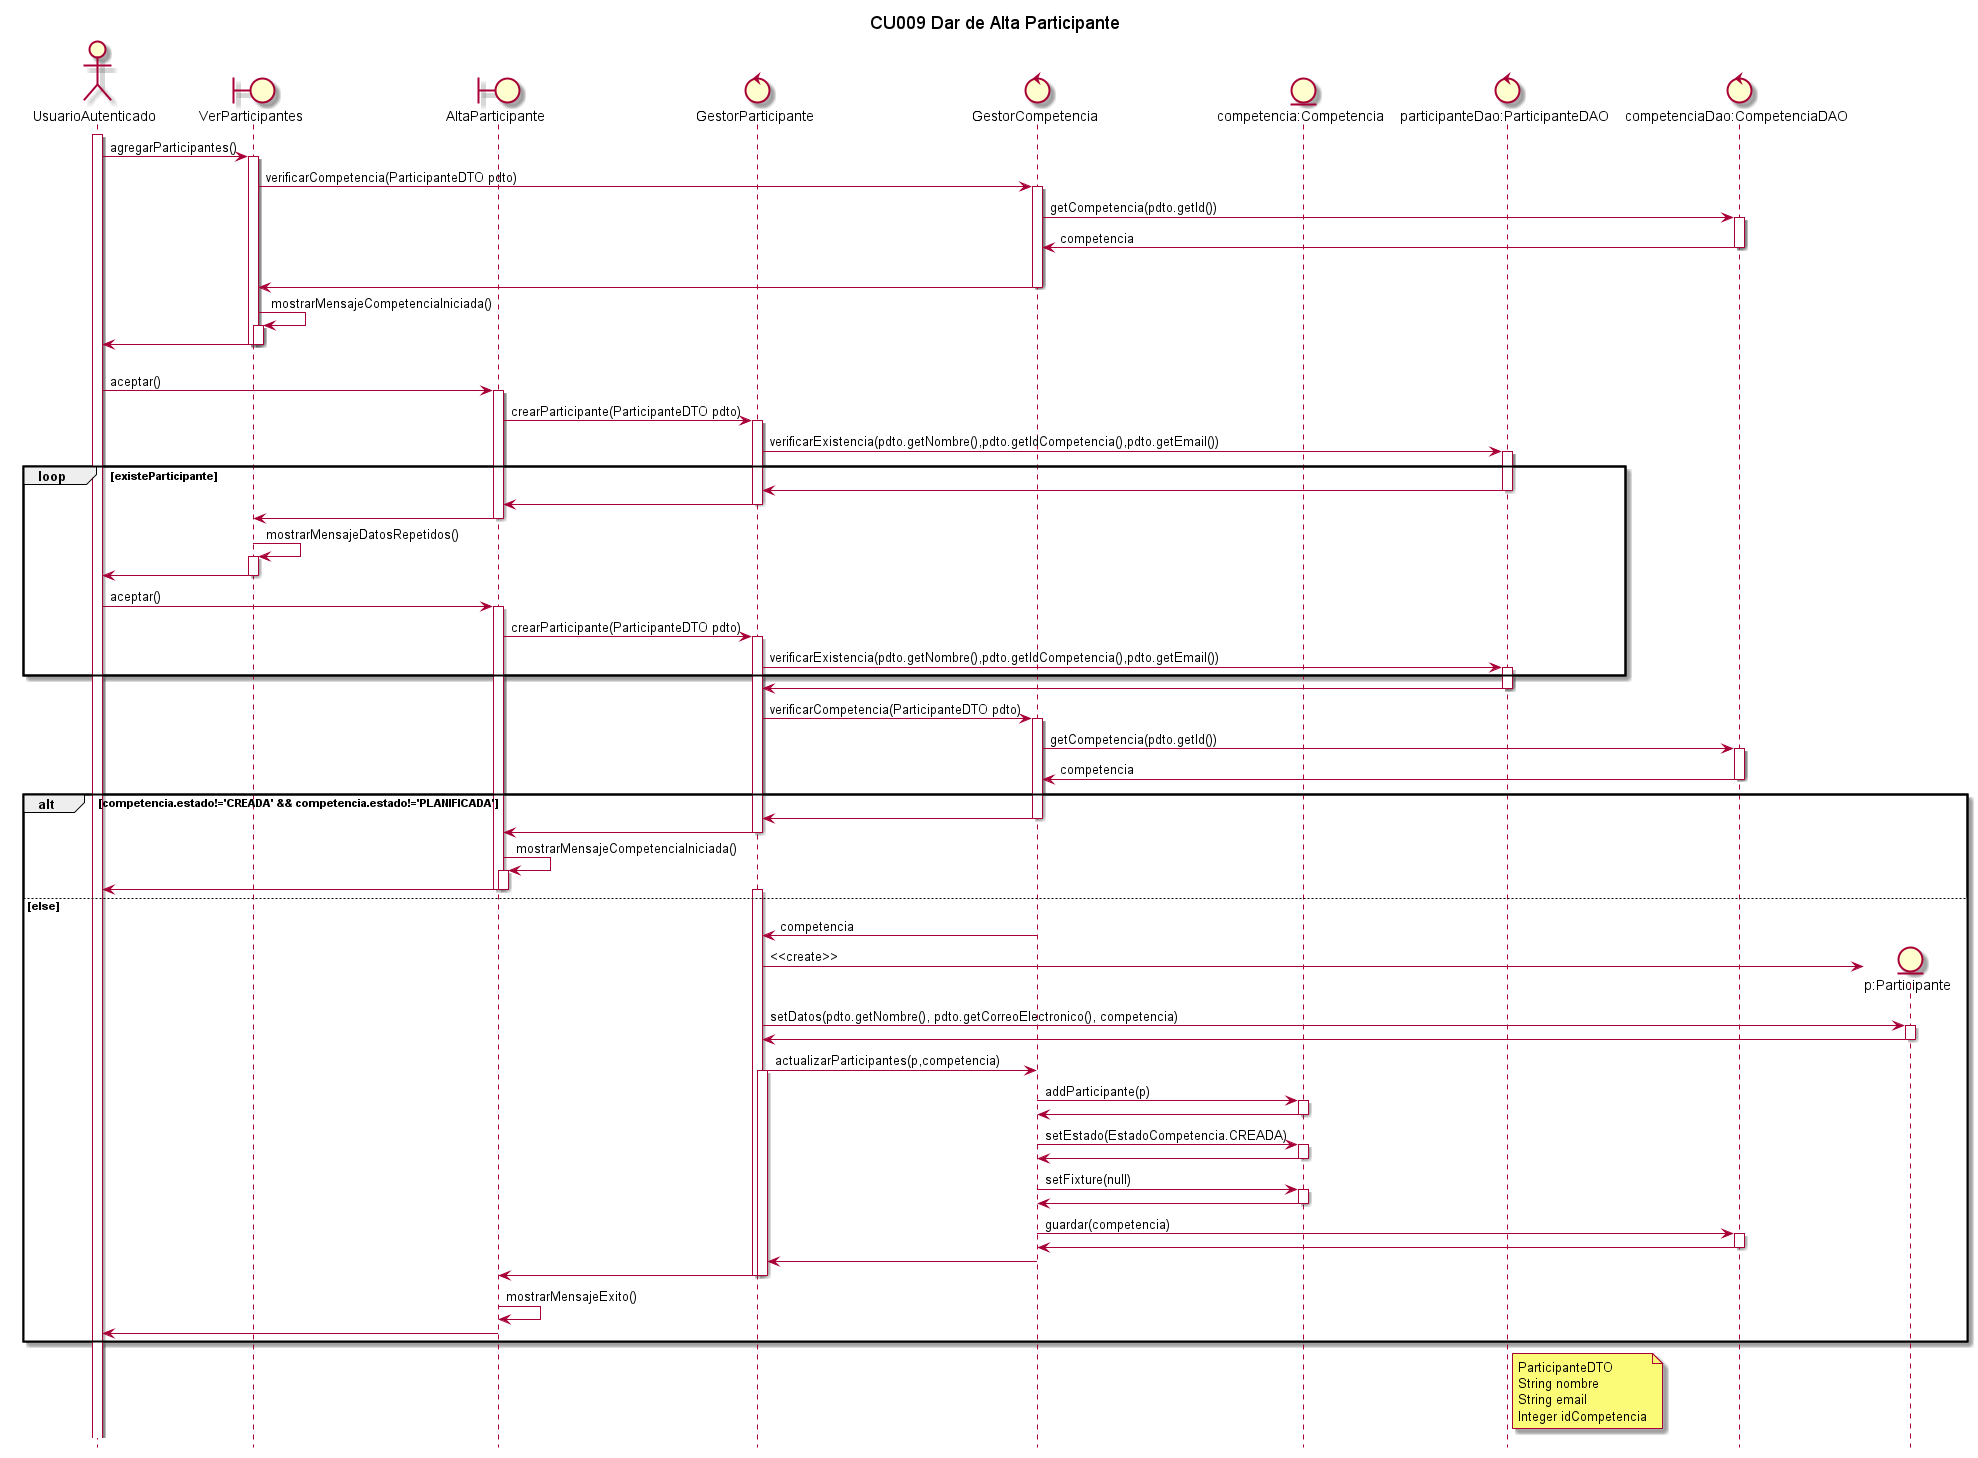 CU009 Dar de Alta Participante
UsuarioAutenticado
VerParticipantes
AltaParticipante
GestorParticipante
GestorCompetencia
competencia:Competencia
participanteDao:ParticipanteDAO
competenciaDao:CompetenciaDAO
agregarParticipantes()
verificarCompetencia(ParticipanteDTO pdto)
getCompetencia(pdto.getId())
competencia
mostrarMensajeCompetenciaIniciada()
aceptar()
crearParticipante(ParticipanteDTO pdto)
verificarExistencia(pdto.getNombre(),pdto.getIdCompetencia(),pdto.getEmail())
loop
[existeParticipante]
mostrarMensajeDatosRepetidos()
aceptar()
crearParticipante(ParticipanteDTO pdto)
verificarExistencia(pdto.getNombre(),pdto.getIdCompetencia(),pdto.getEmail())
verificarCompetencia(ParticipanteDTO pdto)
getCompetencia(pdto.getId())
competencia
alt
[competencia.estado!='CREADA' && competencia.estado!='PLANIFICADA']
mostrarMensajeCompetenciaIniciada()
[else]
competencia
<<create>>
p:Participante
setDatos(pdto.getNombre(), pdto.getCorreoElectronico(), competencia)
actualizarParticipantes(p,competencia)
addParticipante(p)
setEstado(EstadoCompetencia.CREADA)
setFixture(null)
guardar(competencia)
mostrarMensajeExito()
ParticipanteDTO
String nombre
String email
Integer idCompetencia